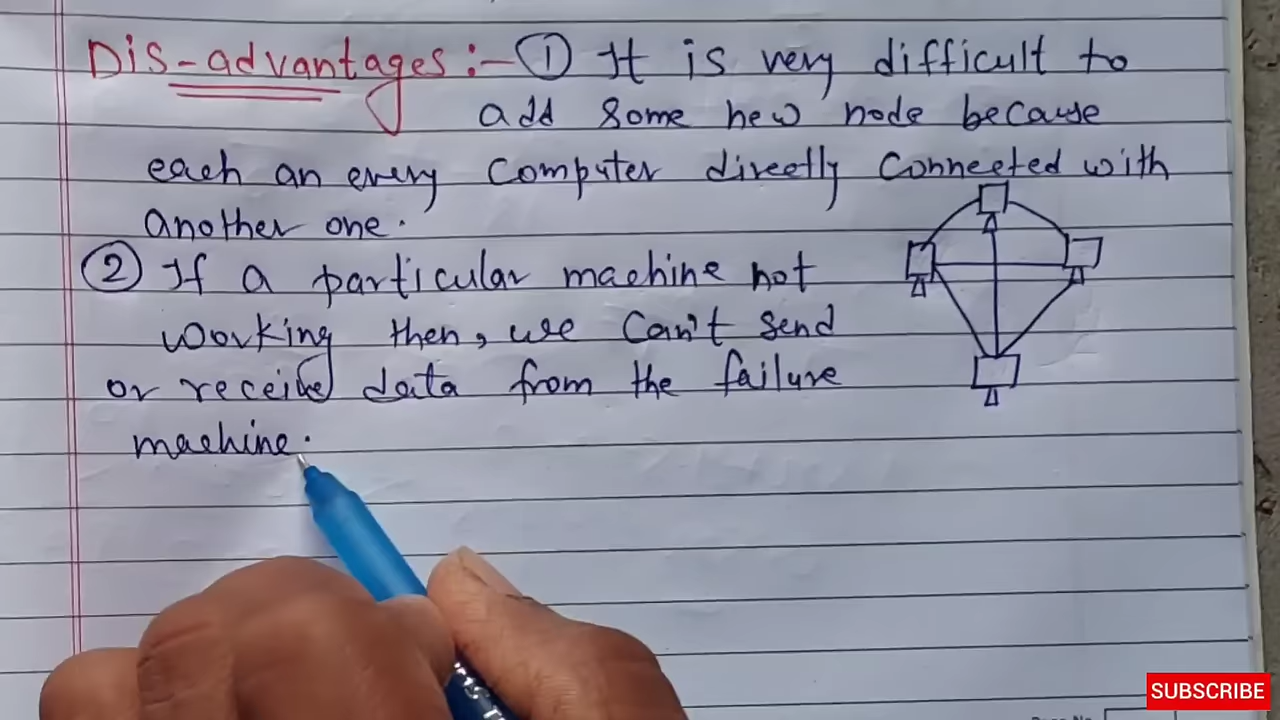 Dis-advantages :- ① It is very difficult to
add some new node because
each an every computer directly connected with
another one.
② If a particular machine not
working then, we can't send
or receive data from the failure
machine.
SUBSCRIBE